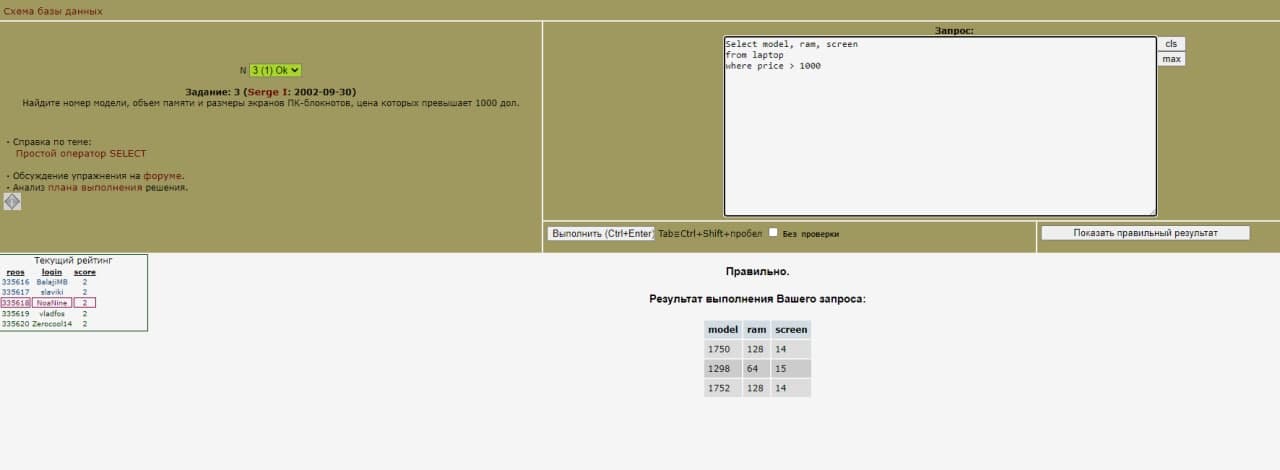 Схема базы данных
N 3 (1) Ok
Задание: 3 (Serge I: 2002-09-30)
Найдите номер модели, объем памяти и размеры экранов ПК-блокнотов, цена которых превышает 1000 дол.
· Справка по теме:
Простой оператор SELECT
· Обсуждение упражнения на форуме.
· Анализ плана выполнения решения.
Запрос:
Select model, ram, screen
from laptop
where price > 1000
cls
max
Выполнить (Ctrl+Enter) Tab=Ctrl+Shift+пробел Без проверки
Показать правильный результат
Текущий рейтинг
rpos login score
335616 BalajiMB 2
335617 slaviki 2
335618 NoaNine 2
335619 vladfos 2
335620 Zerocool14 2
Правильно.
Результат выполнения Вашего запроса:
model ram screen
1750 128 14
1298 64 15
1752 128 14